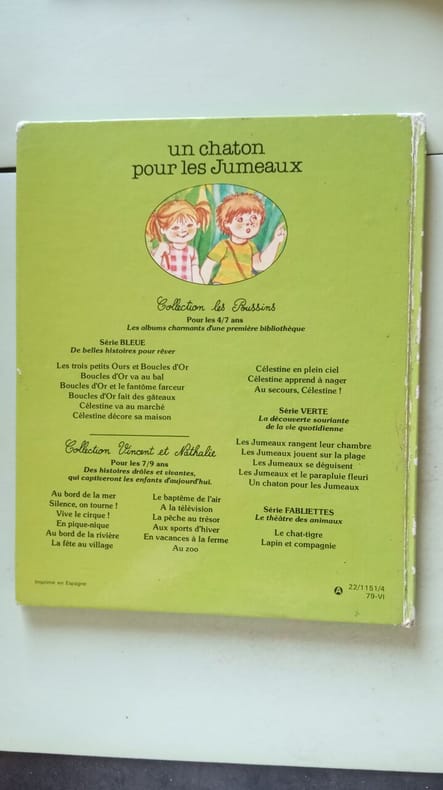 un chaton
pour les Jumeaux
Collection les Poussins
Pour les 4/7 ans
Les albums charmants d'une première bibliothèque
Série BLEUE
De belles histoires pour rêver
Les trois petits Ours et Boucles d'Or
Boucles d'Or va au bal
Boucles d'Or et le fantôme farceur
Boucles d'Or fait des gâteaux
Célestine va au marché
Célestine décore sa maison
Célestine en plein ciel
Célestine apprend à nager
Au secours, Célestine !
Série VERTE
La découverte souriante
de la vie quotidienne
Les Jumeaux rangent leur chambre
Les Jumeaux jouent sur la plage
Les Jumeaux se déguisent
Les Jumeaux et le parapluie fleuri
Un chaton pour les Jumeaux
Série FABLIETTES
Le théâtre des animaux
Le chat-tigre
Lapin et compagnie
Collection Vincent et Nathalie
Pour les 7/9 ans
Des histoires drôles et vivantes,
qui captiveront les enfants d'aujourd'hui.
Au bord de la mer
Silence, on tourne !
Vive le cirque !
En pique-nique
Au bord de la rivière
La fête au village
Le baptême de l'air
A la télévision
La pêche au trésor
Aux sports d'hiver
En vacances à la ferme
Au zoo
Imprimé en Espagne
A 22/1151/4
79-VI